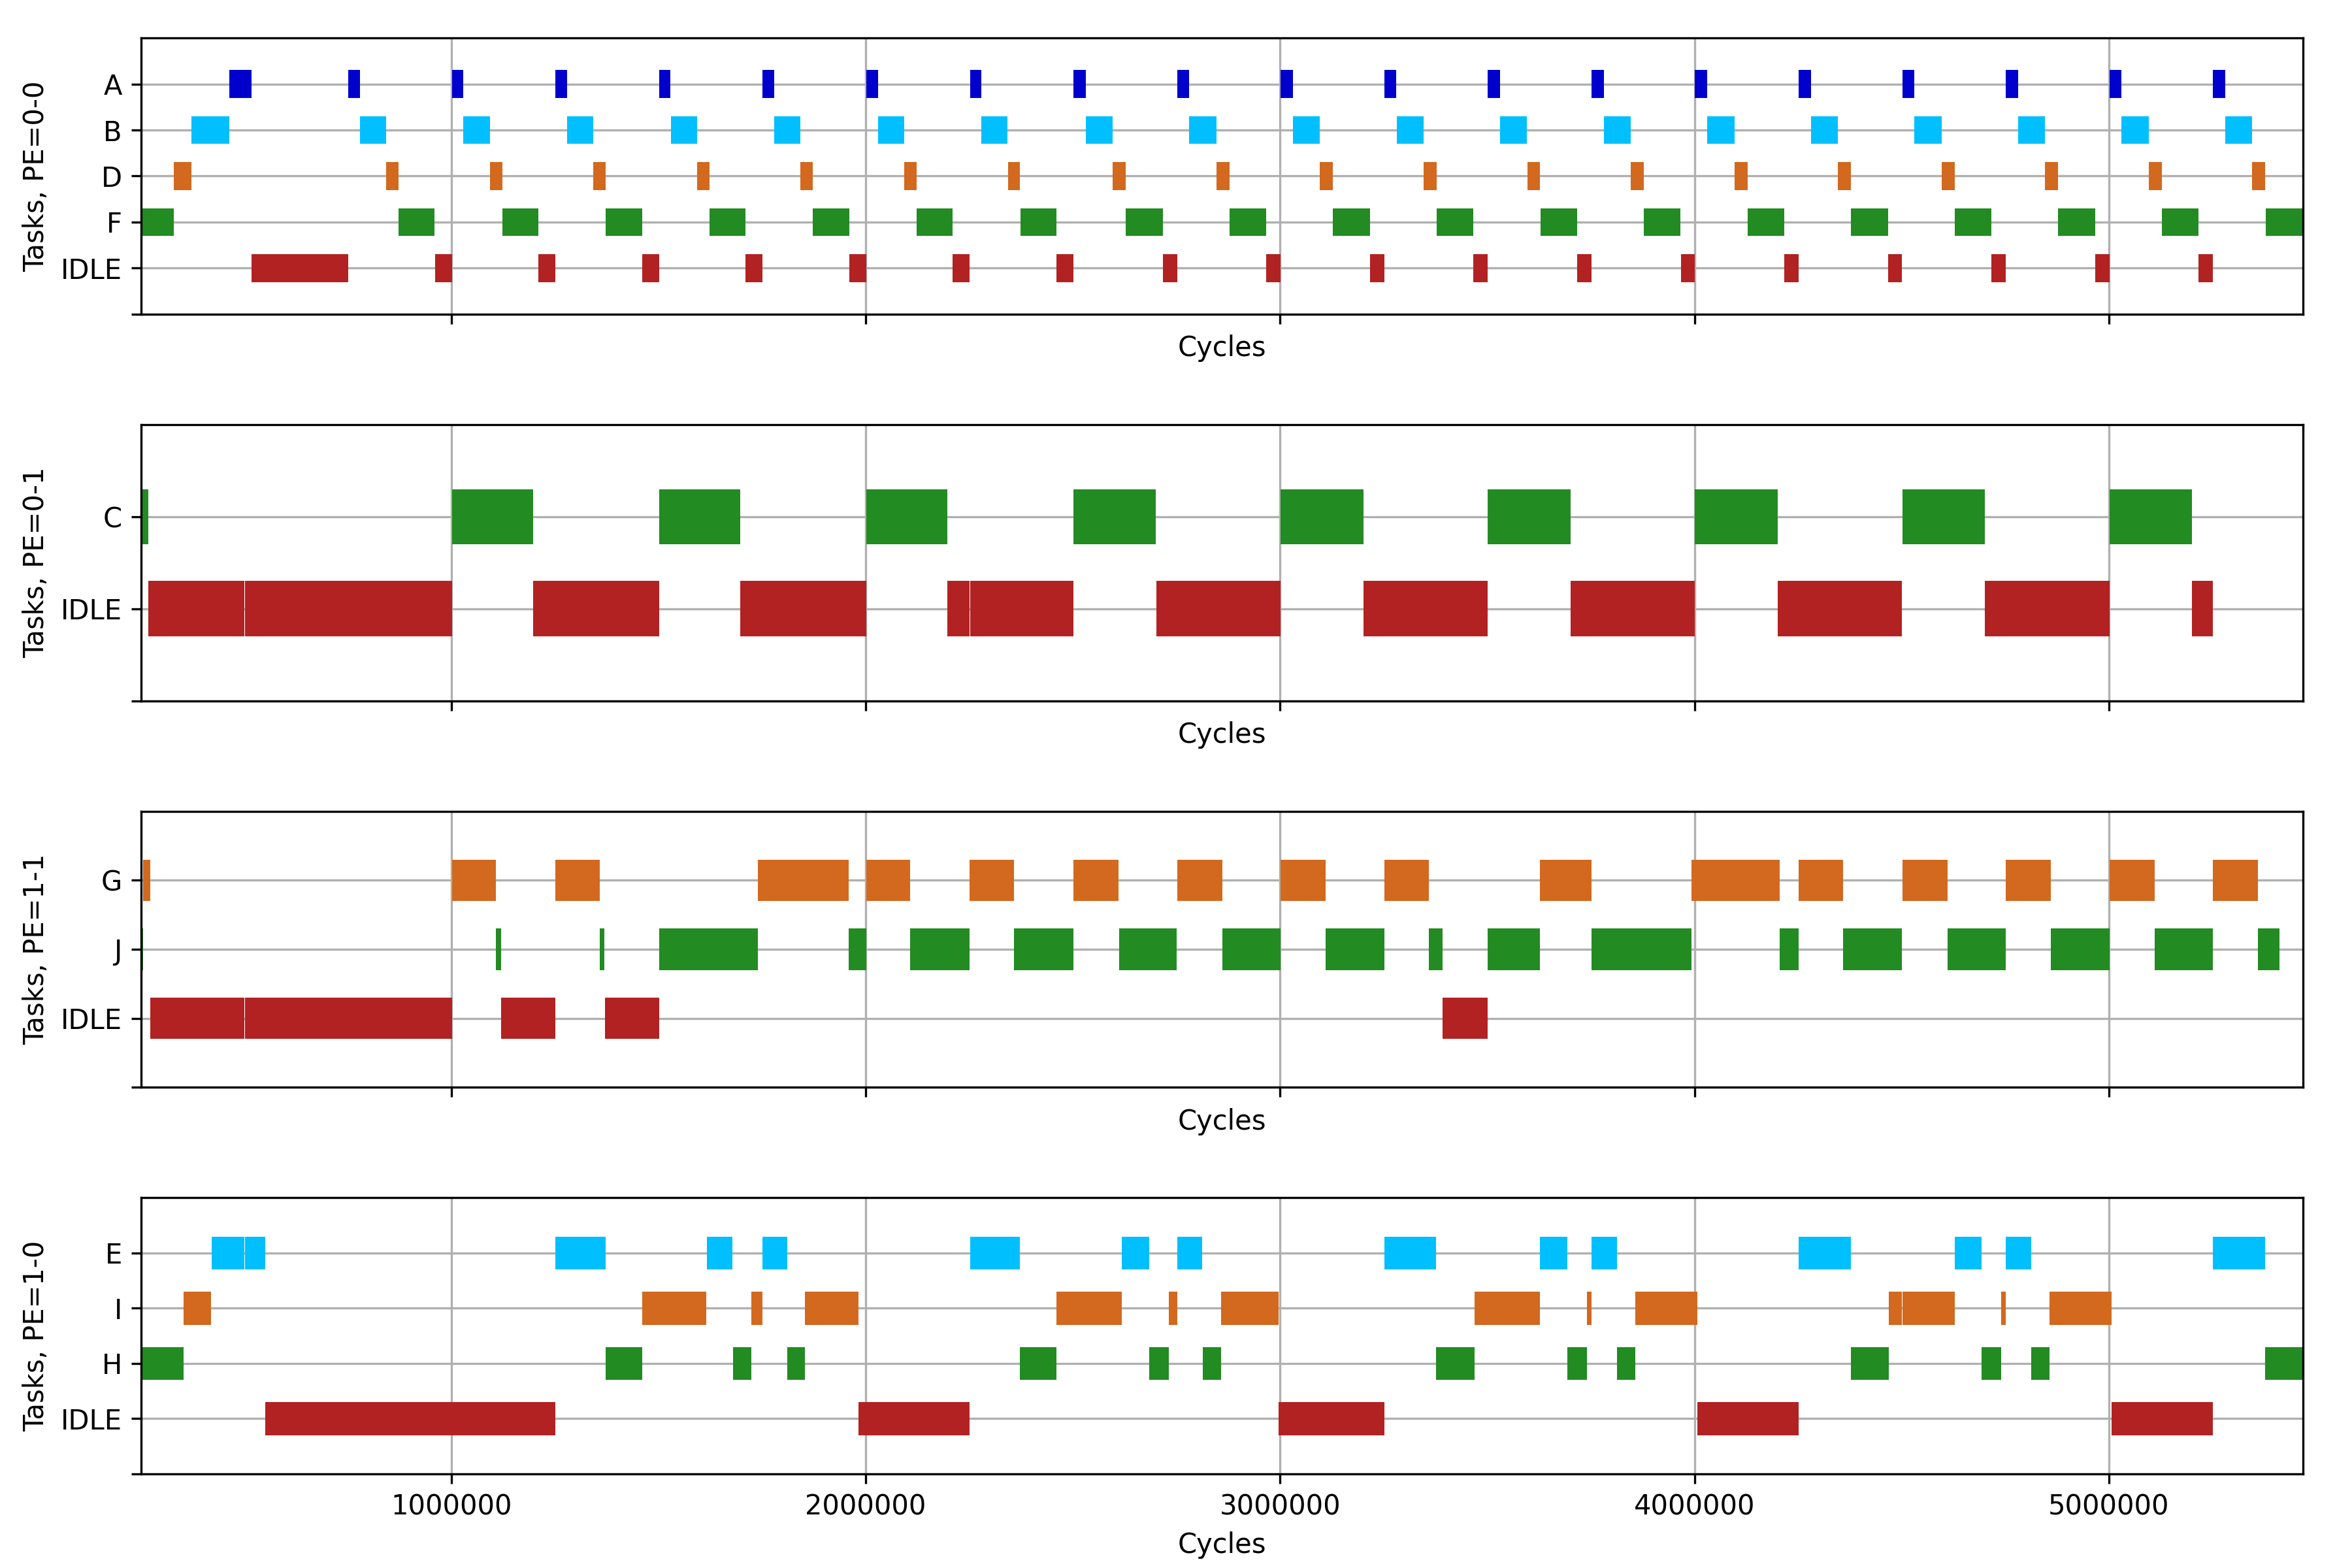 Tasks, PE=0-0
A
B
D
F
IDLE
Cycles
Tasks, PE=0-1
C
IDLE
Cycles
Tasks, PE=1-1
G
J
IDLE
Cycles
Tasks, PE=1-0
E
I
H
IDLE
1000000 2000000 3000000 4000000 5000000
Cycles